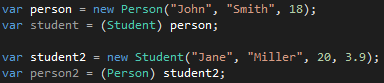 var person = new Person("John", "Smith", 18);
var student = (Student) person;
var student2 = new Student("Jane", "Miller", 20, 3.9);
var person2 = (Person) student2;